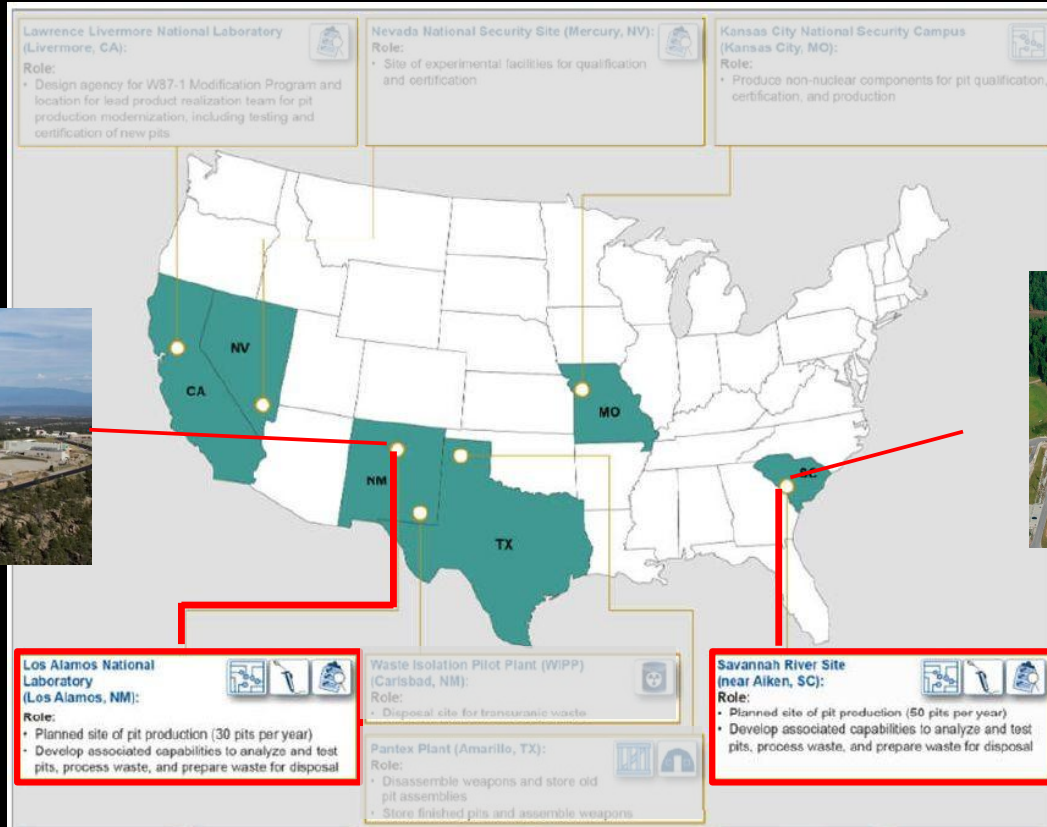 Lawrence Livermore National Laboratory
(Livermore, CA):
Role:
• Design agency for W87-1 Modification Program and
location for lead product realization team for pit
production modernization, including testing and
certification of new pits
Nevada National Security Site (Mercury, NV):
Role:
• Site of experimental facilities for qualification
and certification
Kansas City National Security Campus
(Kansas City, MO):
Role:
• Produce non-nuclear components for pit qualification,
certification, and production
NV
CA
MO
NM
SC
TX
Los Alamos National
Laboratory
(Los Alamos, NM):
Role:
• Planned site of pit production (30 pits per year)
• Develop associated capabilities to analyze and test
pits, process waste, and prepare waste for disposal
Waste Isolation Pilot Plant (WIPP)
(Carlsbad, NM):
Role:
• Disposal site for transuranic waste
Pantex Plant (Amarillo, TX):
Role:
• Disassemble weapons and store old
pit assemblies
• Store finished pits and assemble weapons
Savannah River Site
(near Aiken, SC):
Role:
• Planned site of pit production (50 pits per year)
• Develop associated capabilities to analyze and test
pits, process waste, and prepare waste for disposal